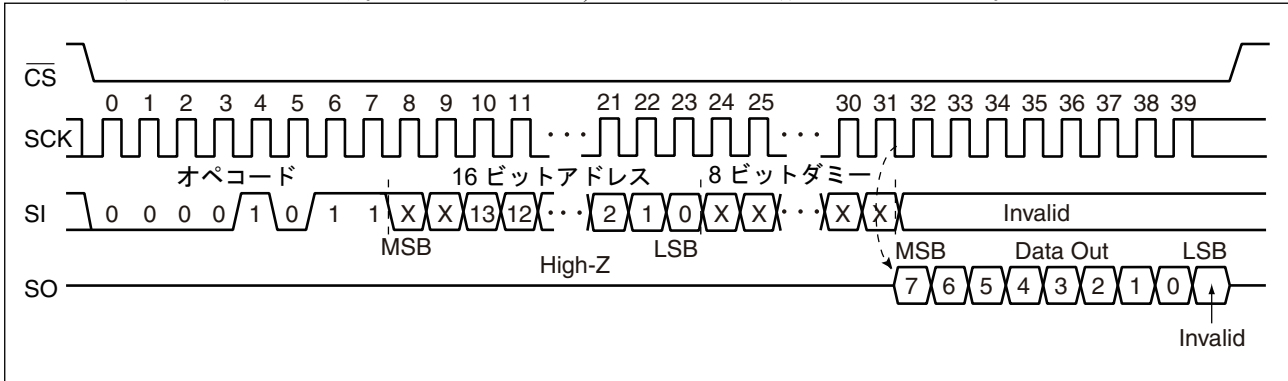 CS
0 1 2 3 4 5 6 7 8 9 10 11 21 22 23 24 25 30 31 32 33 34 35 36 37 38 39
SCK ··· ···
オペコード 16 ビットアドレス 8 ビットダミー
SI 0 0 0 0 1 0 1 1 X X 13 12 ··· 2 1 0 X X ··· X X Invalid
MSB LSB MSB Data Out LSB
High-Z
SO 7 6 5 4 3 2 1 0
Invalid